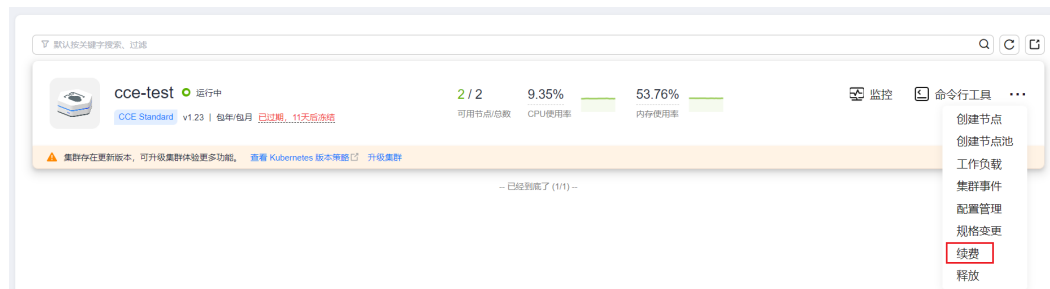 默认按关键字搜索、过滤
cce-test 运行中 2 / 2 9.35% 53.76% 监控 命令行工具 ...
CCE Standard v1.23 | 包年/包月 已过期，11天后冻结 可用节点/总数 CPU使用率 内存使用率
创建节点
创建节点池
集群存在更新版本，可升级集群体验更多功能。 查看 Kubernetes 版本策略 升级集群
工作负载
-- 已经到底了 (1/1) --
集群事件
配置管理
规格变更
续费
释放